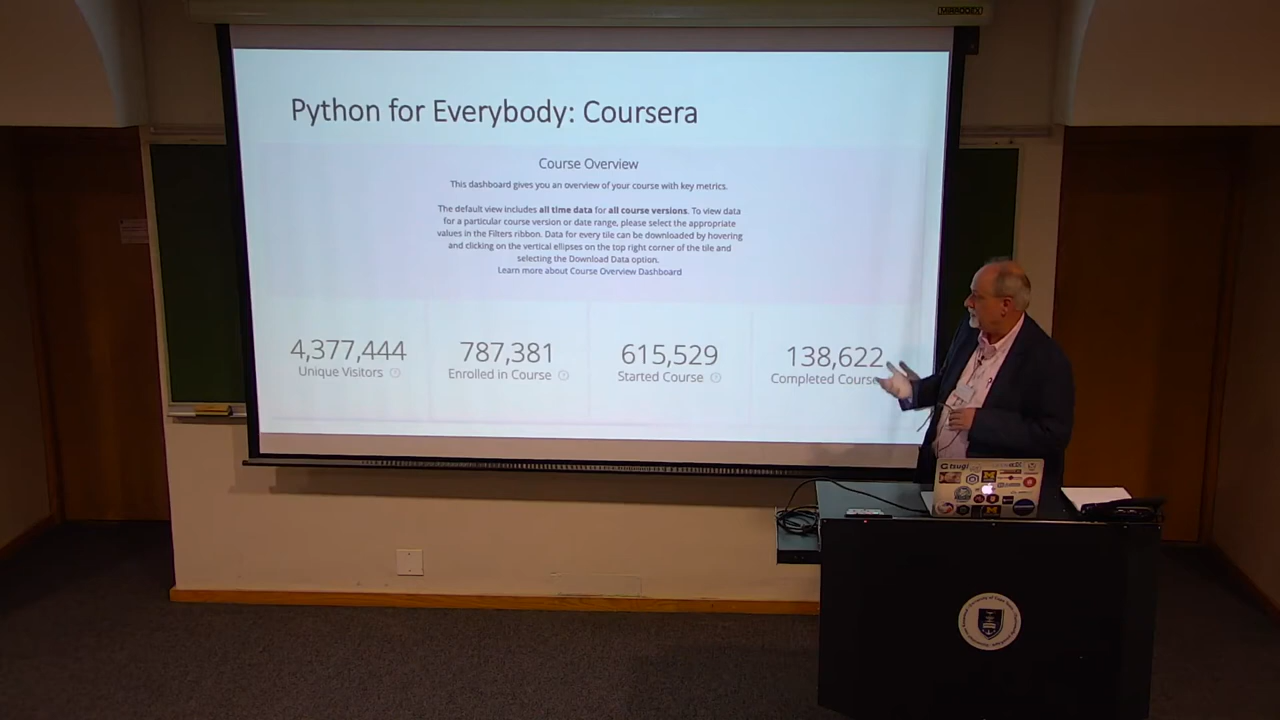 MIRROREX
Python for Everybody: Coursera
Course Overview
This dashboard gives you an overview of your course with key metrics.
The default view includes all time data for all course versions. To view data
for a particular course version or date range, please select the appropriate
values in the Filters ribbon. Data for every tile can be downloaded by hovering
and clicking on the vertical ellipses on the top right corner of the tile and
selecting the Download Data option.
Learn more about Course Overview Dashboard
4,377,444
Unique Visitors
787,381
Enrolled in Course
615,529
Started Course
138,622
Completed Course
tsugi
M
M